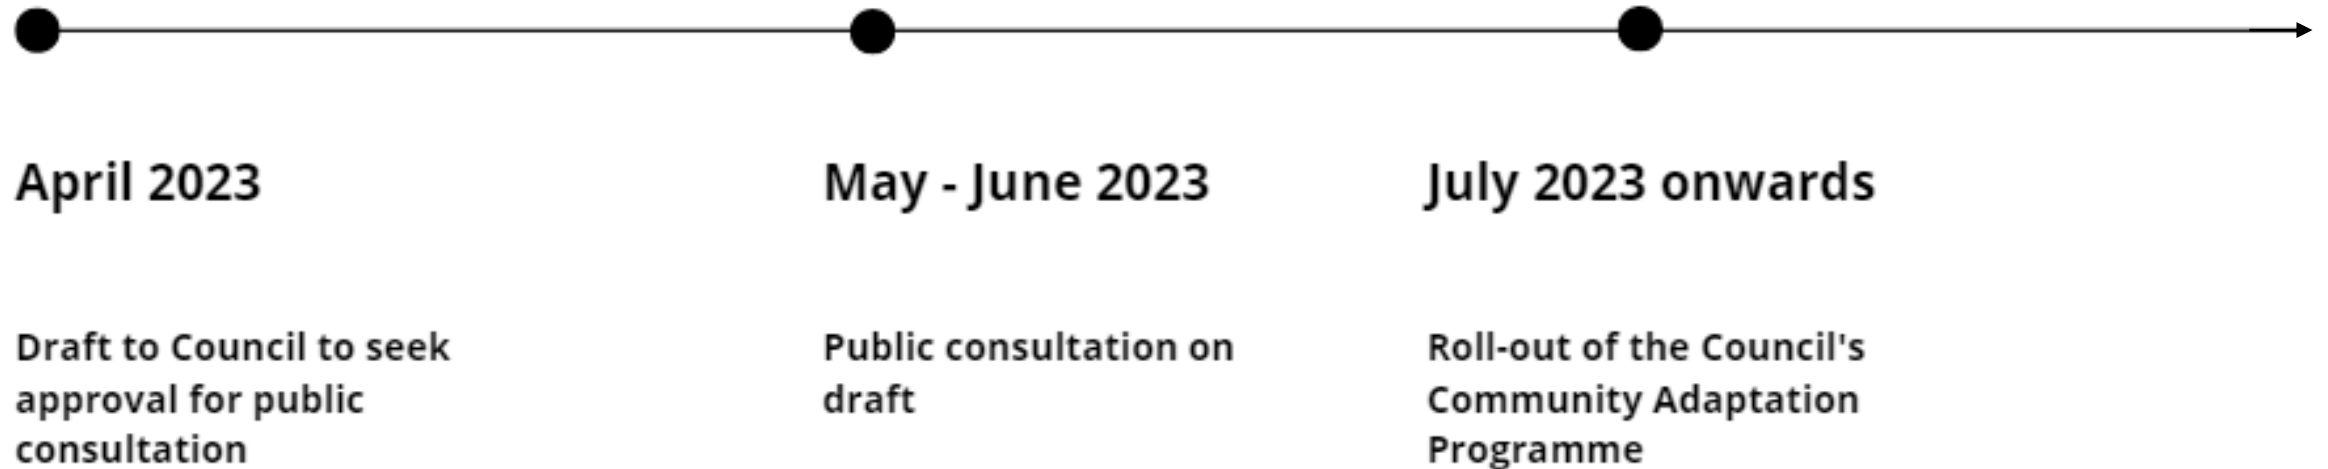 April 2023
Draft to Council to seek
approval for public
consultation
May - June 2023
Public consultation on
draft
July 2023 onwards
Roll-out of the Council's
Community Adaptation
Programme